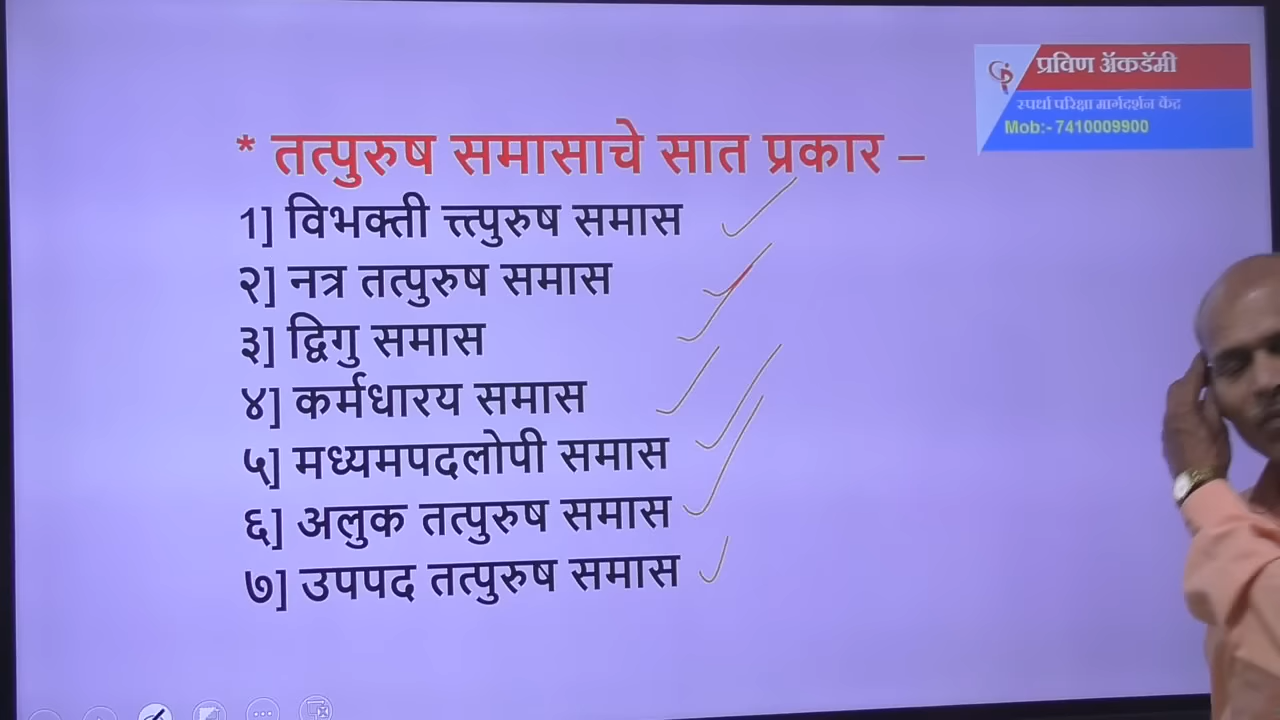 प्रविण ॲकडॅमी
स्पर्धा परिक्षा मार्गदर्शन केंद्र
Mob:- 7410009900
* तत्पुरुष समासाचे सात प्रकार –
1] विभक्ती त्त्पुरुष समास
२] नत्र तत्पुरुष समास
३] द्विगु समास
४] कर्मधारय समास
५] मध्यमपदलोपी समास
६] अलुक तत्पुरुष समास
७] उपपद तत्पुरुष समास